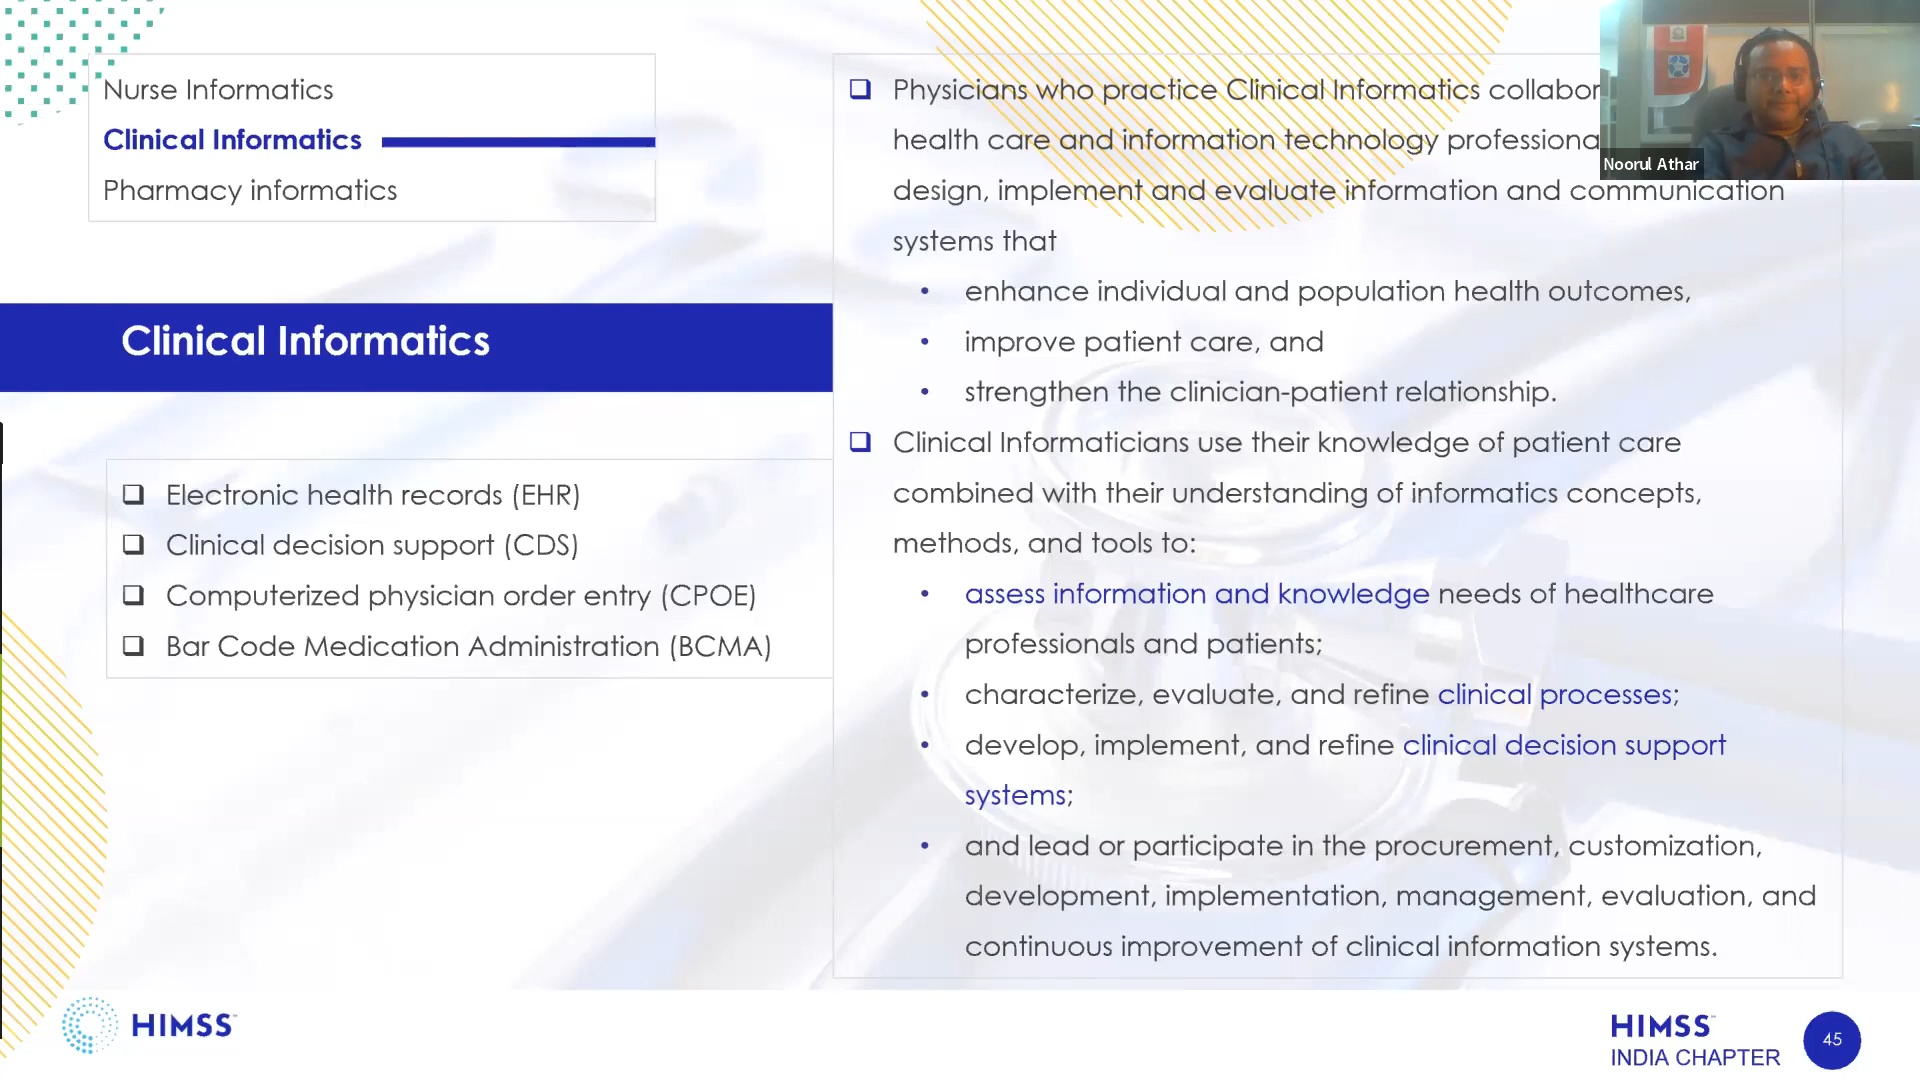 Nurse Informatics
Clinical Informatics
Pharmacy informatics
Clinical Informatics
❑ Electronic health records (EHR)
❑ Clinical decision support (CDS)
❑ Computerized physician order entry (CPOE)
❑ Bar Code Medication Administration (BCMA)
❑ Physicians who practice Clinical Informatics
health care and information technology
design, implement and evaluate information and communication
systems that
• enhance individual and population health outcomes,
• improve patient care, and
• strengthen the clinician-patient relationship.
❑ Clinical Informaticians use their knowledge of patient care
combined with their understanding of informatics concepts,
methods, and tools to:
• assess information and knowledge needs of healthcare
professionals and patients;
• characterize, evaluate, and refine clinical processes;
• develop, implement, and refine clinical decision support
systems;
• and lead or participate in the procurement, customization,
development, implementation, management, evaluation, and
continuous improvement of clinical information systems.
Noorul Athar
HIMSS™
HIMSS™
INDIA CHAPTER
45